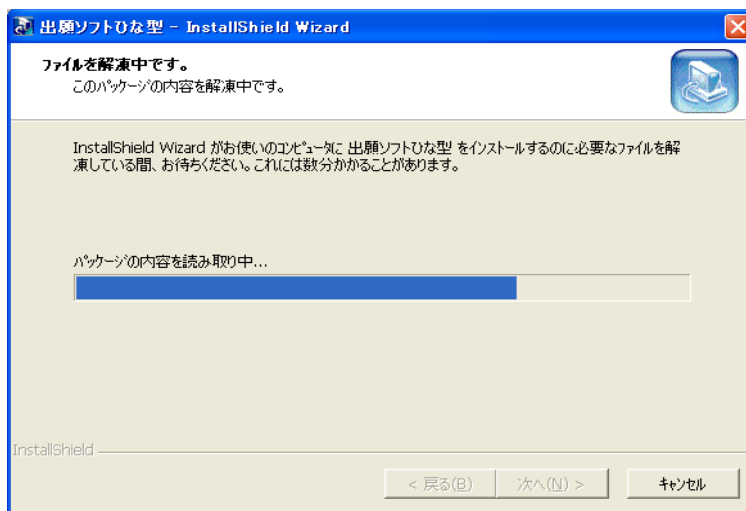 出願ソフトひな型 - InstallShield Wizard
ファイルを解凍中です。
このパッケージの内容を解凍中です。
InstallShield Wizard がお使いのコンピュータに 出願ソフトひな型 をインストールするのに必要なファイルを解
凍している間、お待ちください。これには数分かかることがあります。
パッケージの内容を読み取り中...
InstallShield
< 戻る(B) 次へ(N) > キャンセル